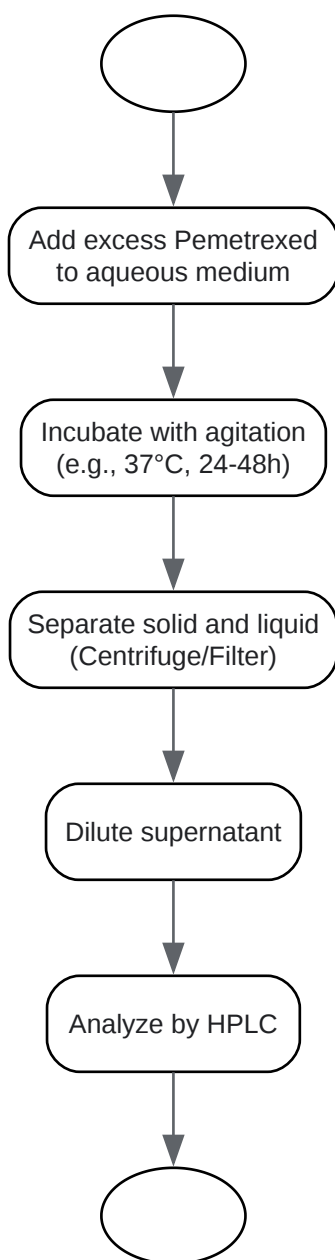 Add excess Pemetrexed
to aqueous medium
Incubate with agitation
(e.g., 37°C, 24-48h)
Separate solid and liquid
(Centrifuge/Filter)
Dilute supernatant
Analyze by HPLC